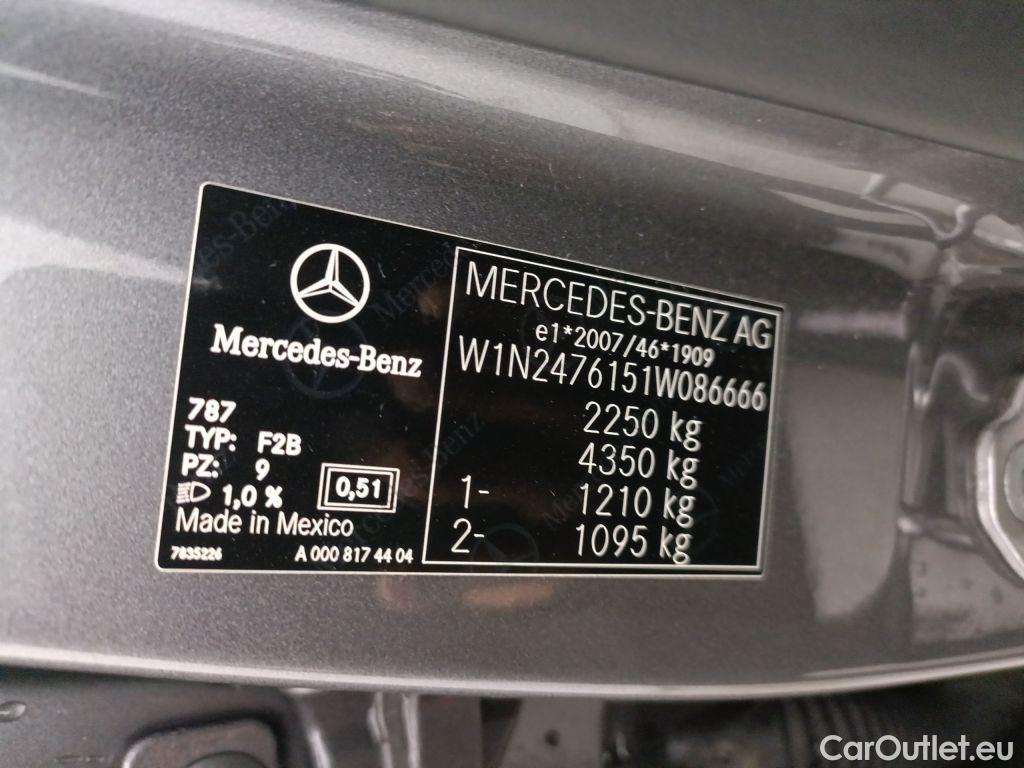 Mercedes-Benz
787
TYP: F2B
PZ: 9
1,0 %
0,51
Made in Mexico
7835226 A 000 817 44 04
MERCEDES-BENZ AG
e1*2007/46*1909
W1N2476151W086666
2250 kg
4350 kg
1- 1210 kg
2- 1095 kg
CarOutlet.eu